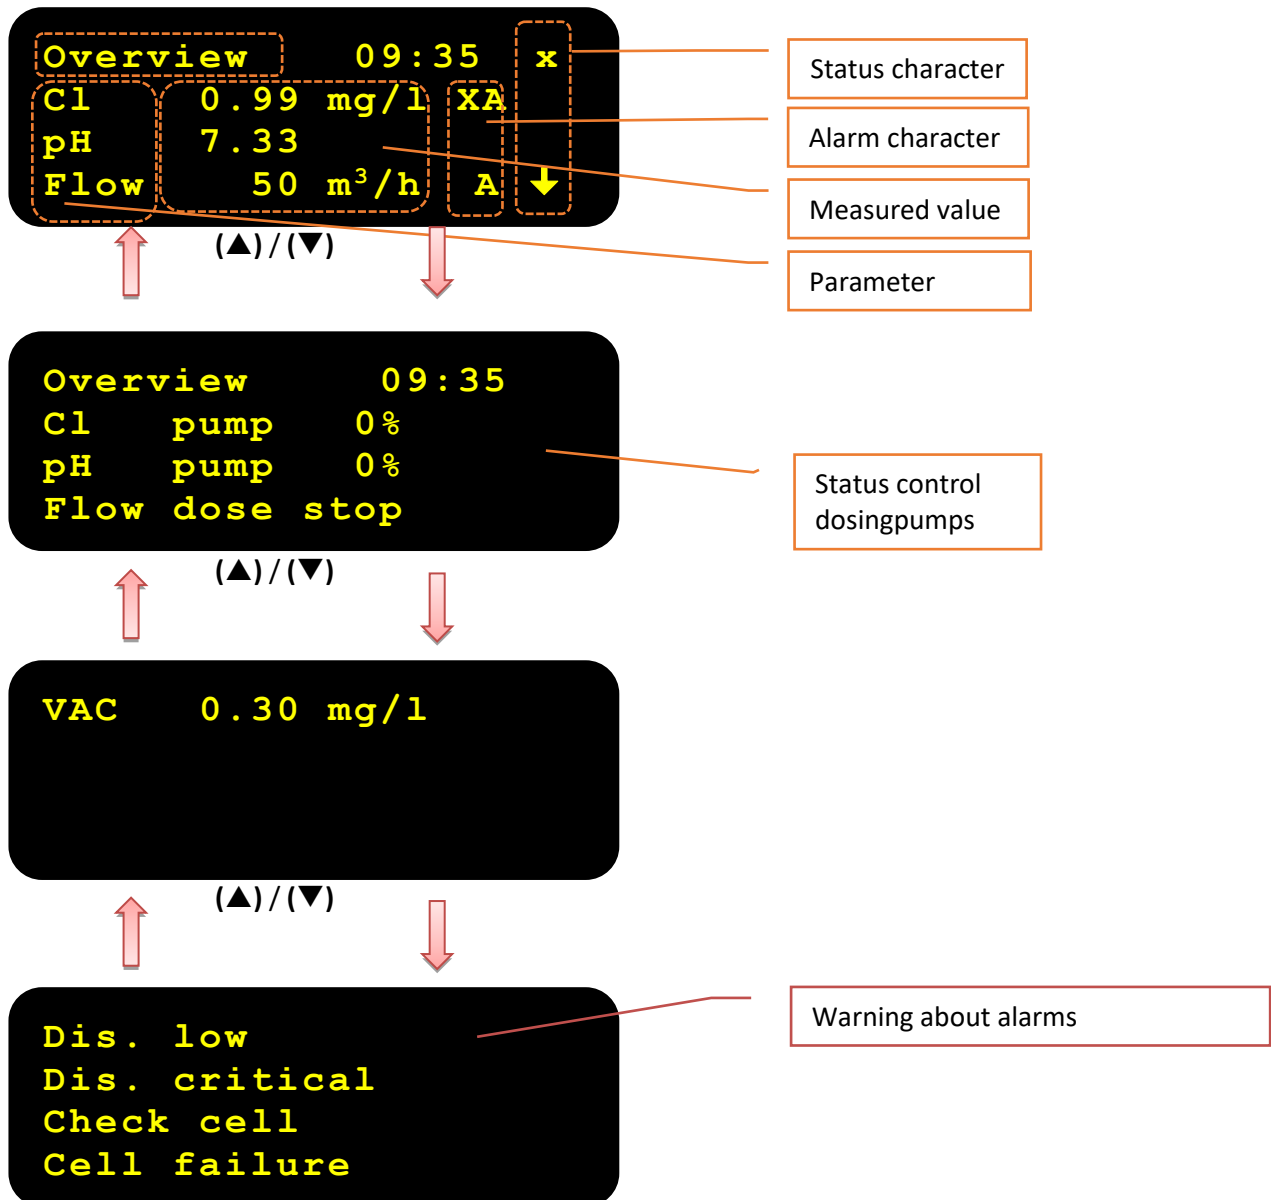 Overview 09:35 x
Cl 0.99 mg/l XA
pH 7.33
Flow 50 m³/h A ↓
Status character
Alarm character
Measured value
Parameter
(▲)/(▼)
Overview 09:35
Cl pump 0%
pH pump 0%
Flow dose stop
Status control
dosingpumps
(▲)/(▼)
VAC 0.30 mg/l
(▲)/(▼)
Dis. low
Dis. critical
Check cell
Cell failure
Warning about alarms